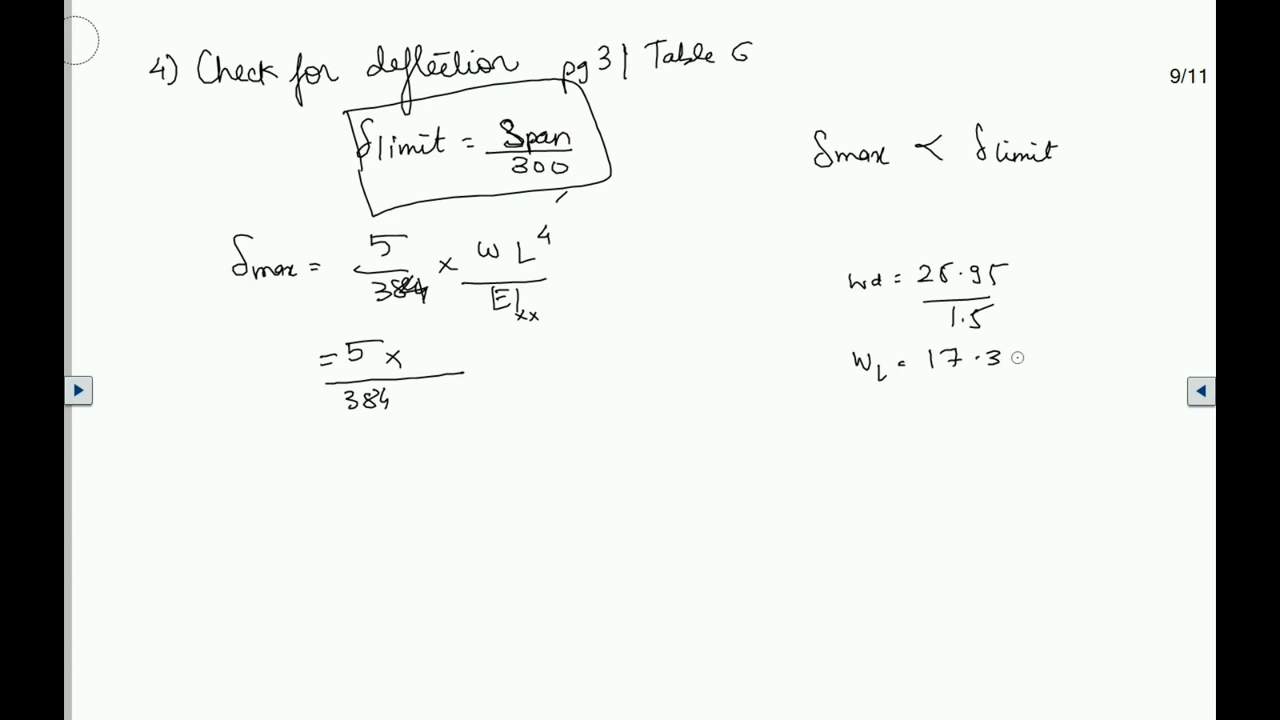 4) Check for deflection pg 31 Table 6
9/11
δlimit = Span/300
δmax < δlimit
δmax = 5/384 × w L⁴/EIxx
wd = 25.95/1.5
= 5 ×/384
wL = 17.3